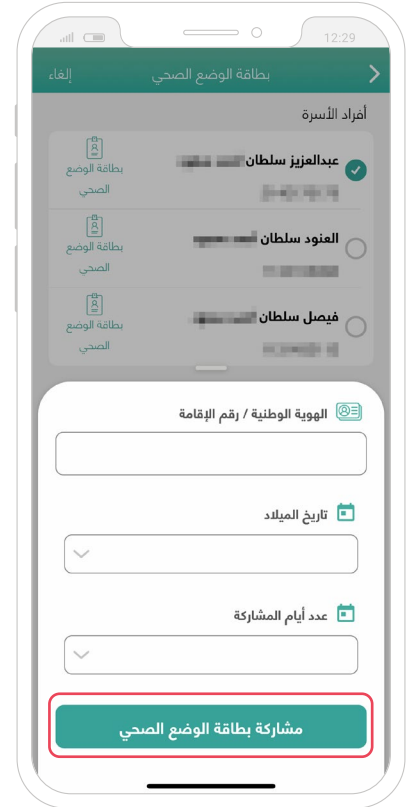 12:29
بطاقة الوضع الصحي
إلغاء
أفراد الأسرة
عبدالعزيز سلطان
بطاقة الوضع
الصحي
العنود سلطان
بطاقة الوضع
الصحي
فيصل سلطان
بطاقة الوضع
الصحي
الهوية الوطنية / رقم الإقامة
تاريخ الميلاد
عدد أيام المشاركة
مشاركة بطاقة الوضع الصحي